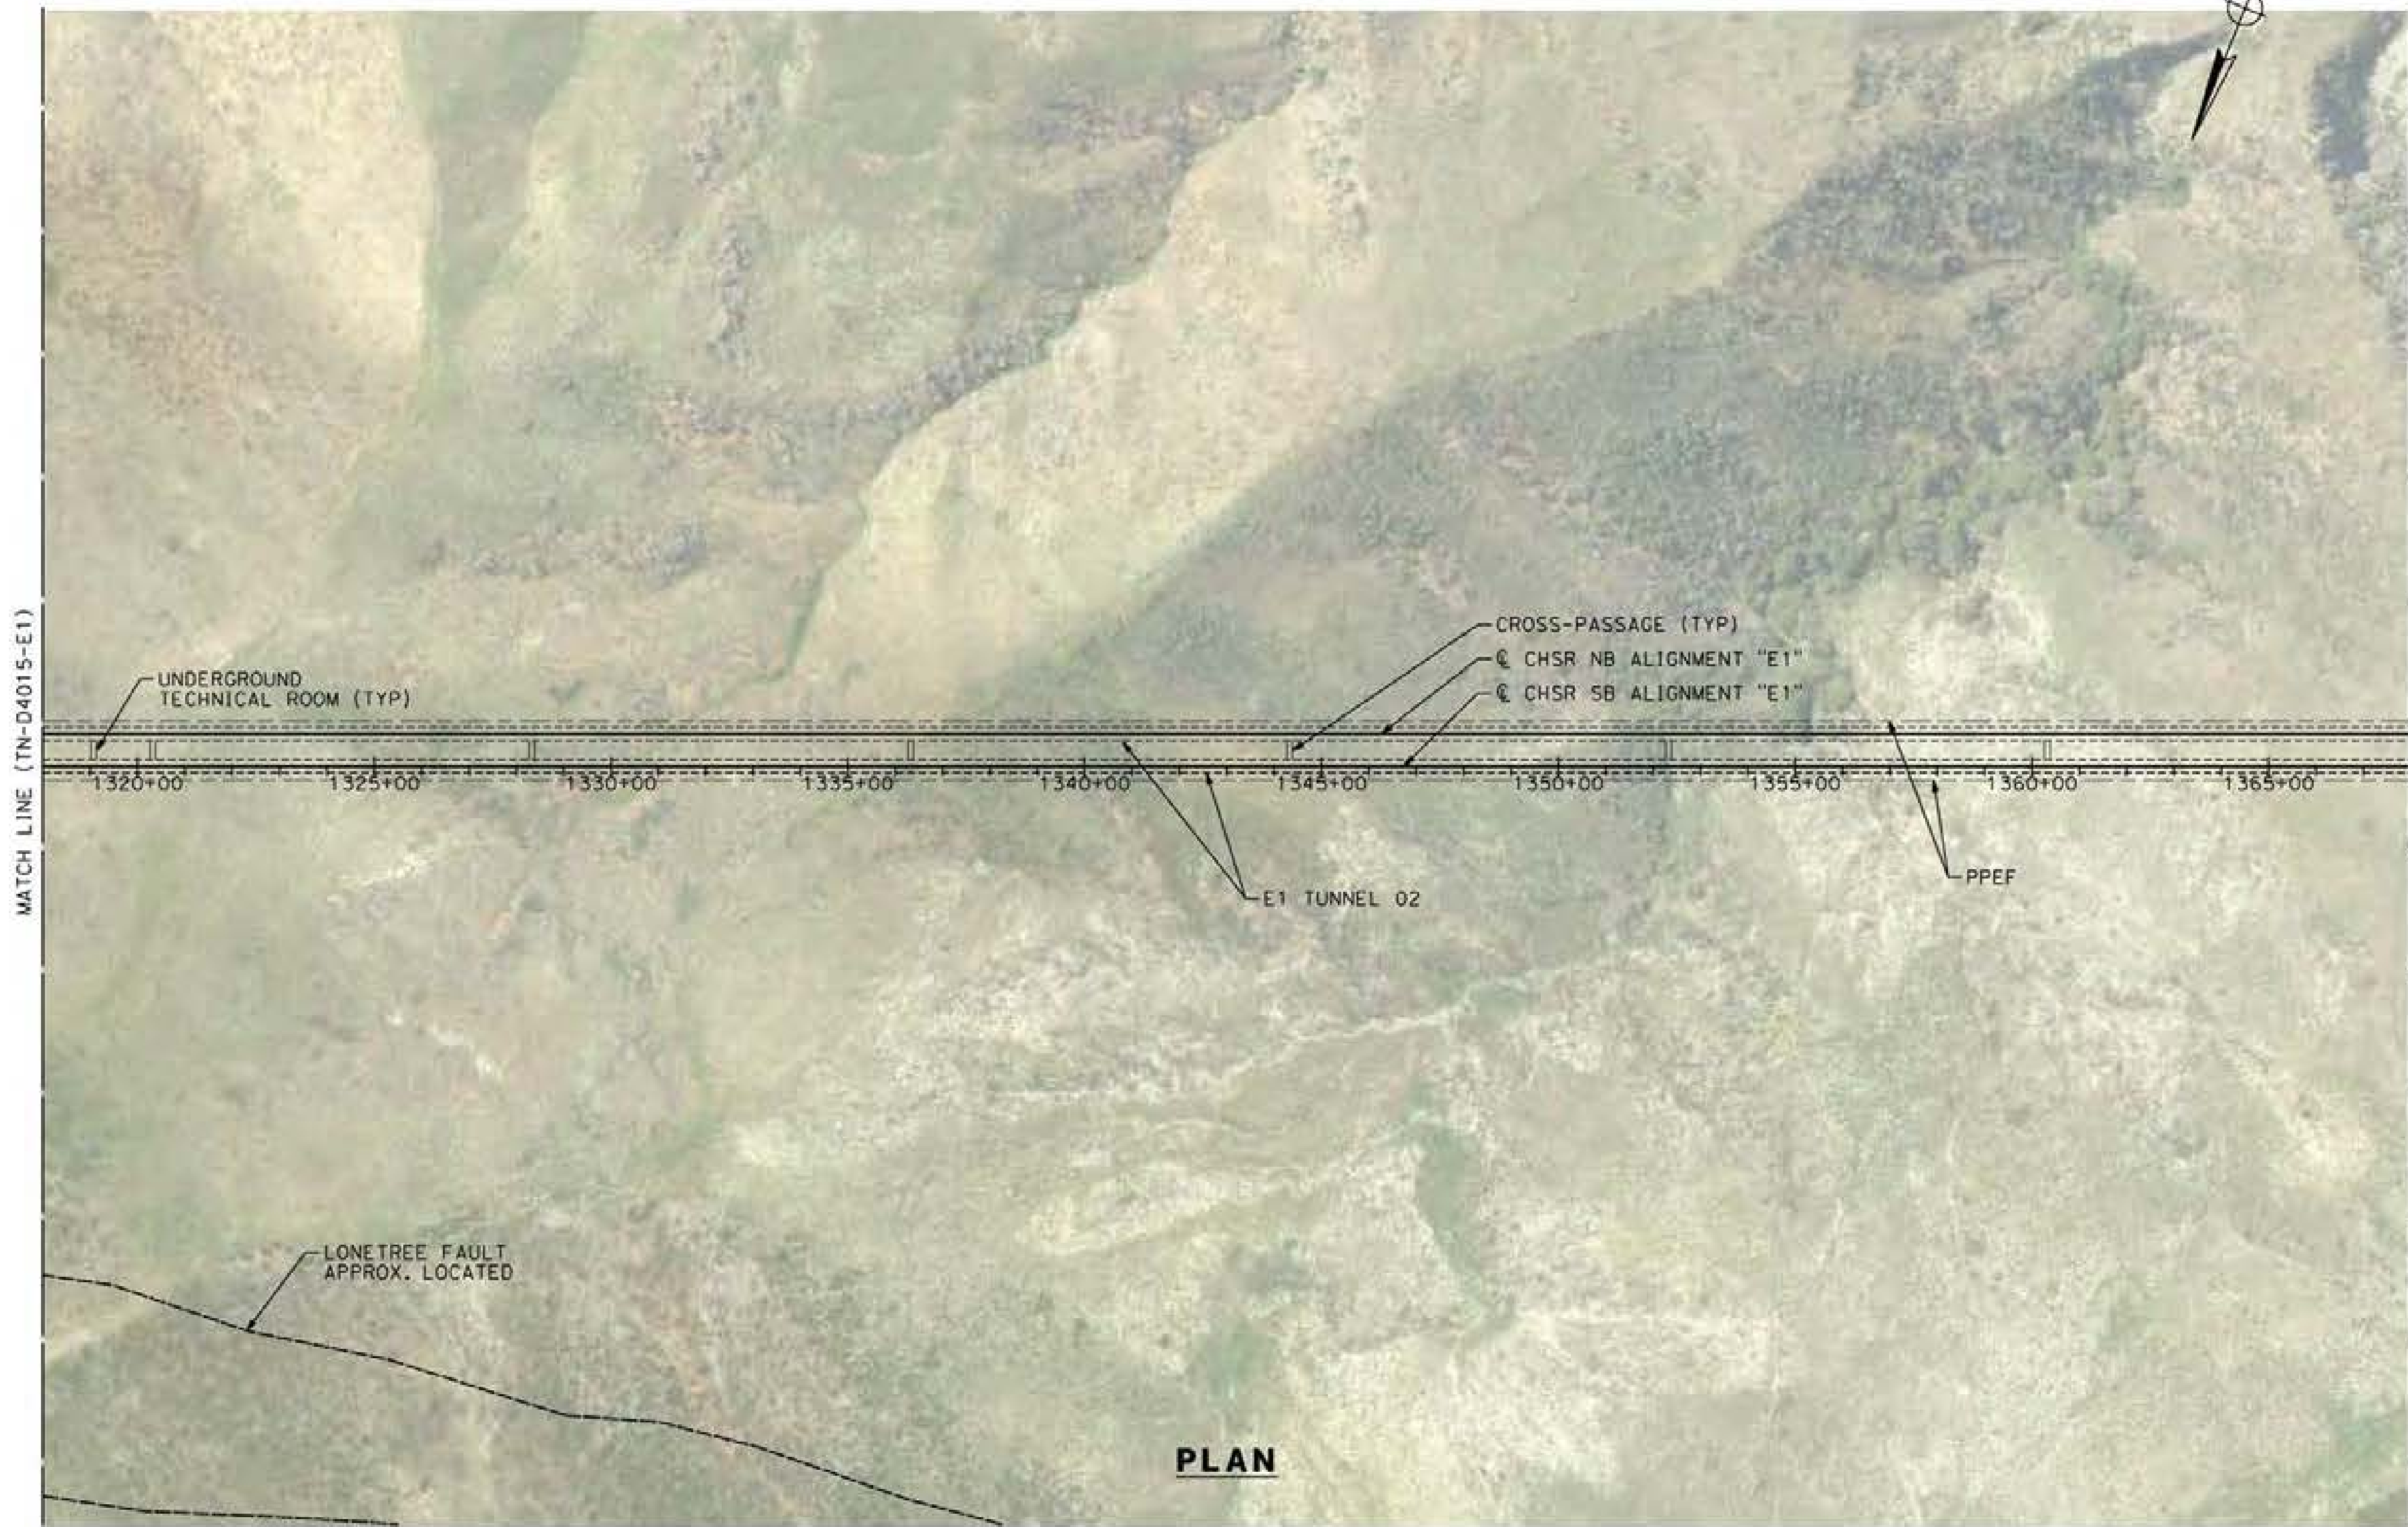 MATCH LINE (TN-D4015-E1)
CROSS-PASSAGE (TYP)
℄ CHSR NB ALIGNMENT "E1"
℄ CHSR SB ALIGNMENT "E1"
UNDERGROUND
TECHNICAL ROOM (TYP)
1320+00 1325+00 1330+00 1335+00 1340+00 1345+00 1350+00 1355+00 1360+00 1365+00
PPEF
E1 TUNNEL 02
LONETREE FAULT
APPROX. LOCATED
PLAN